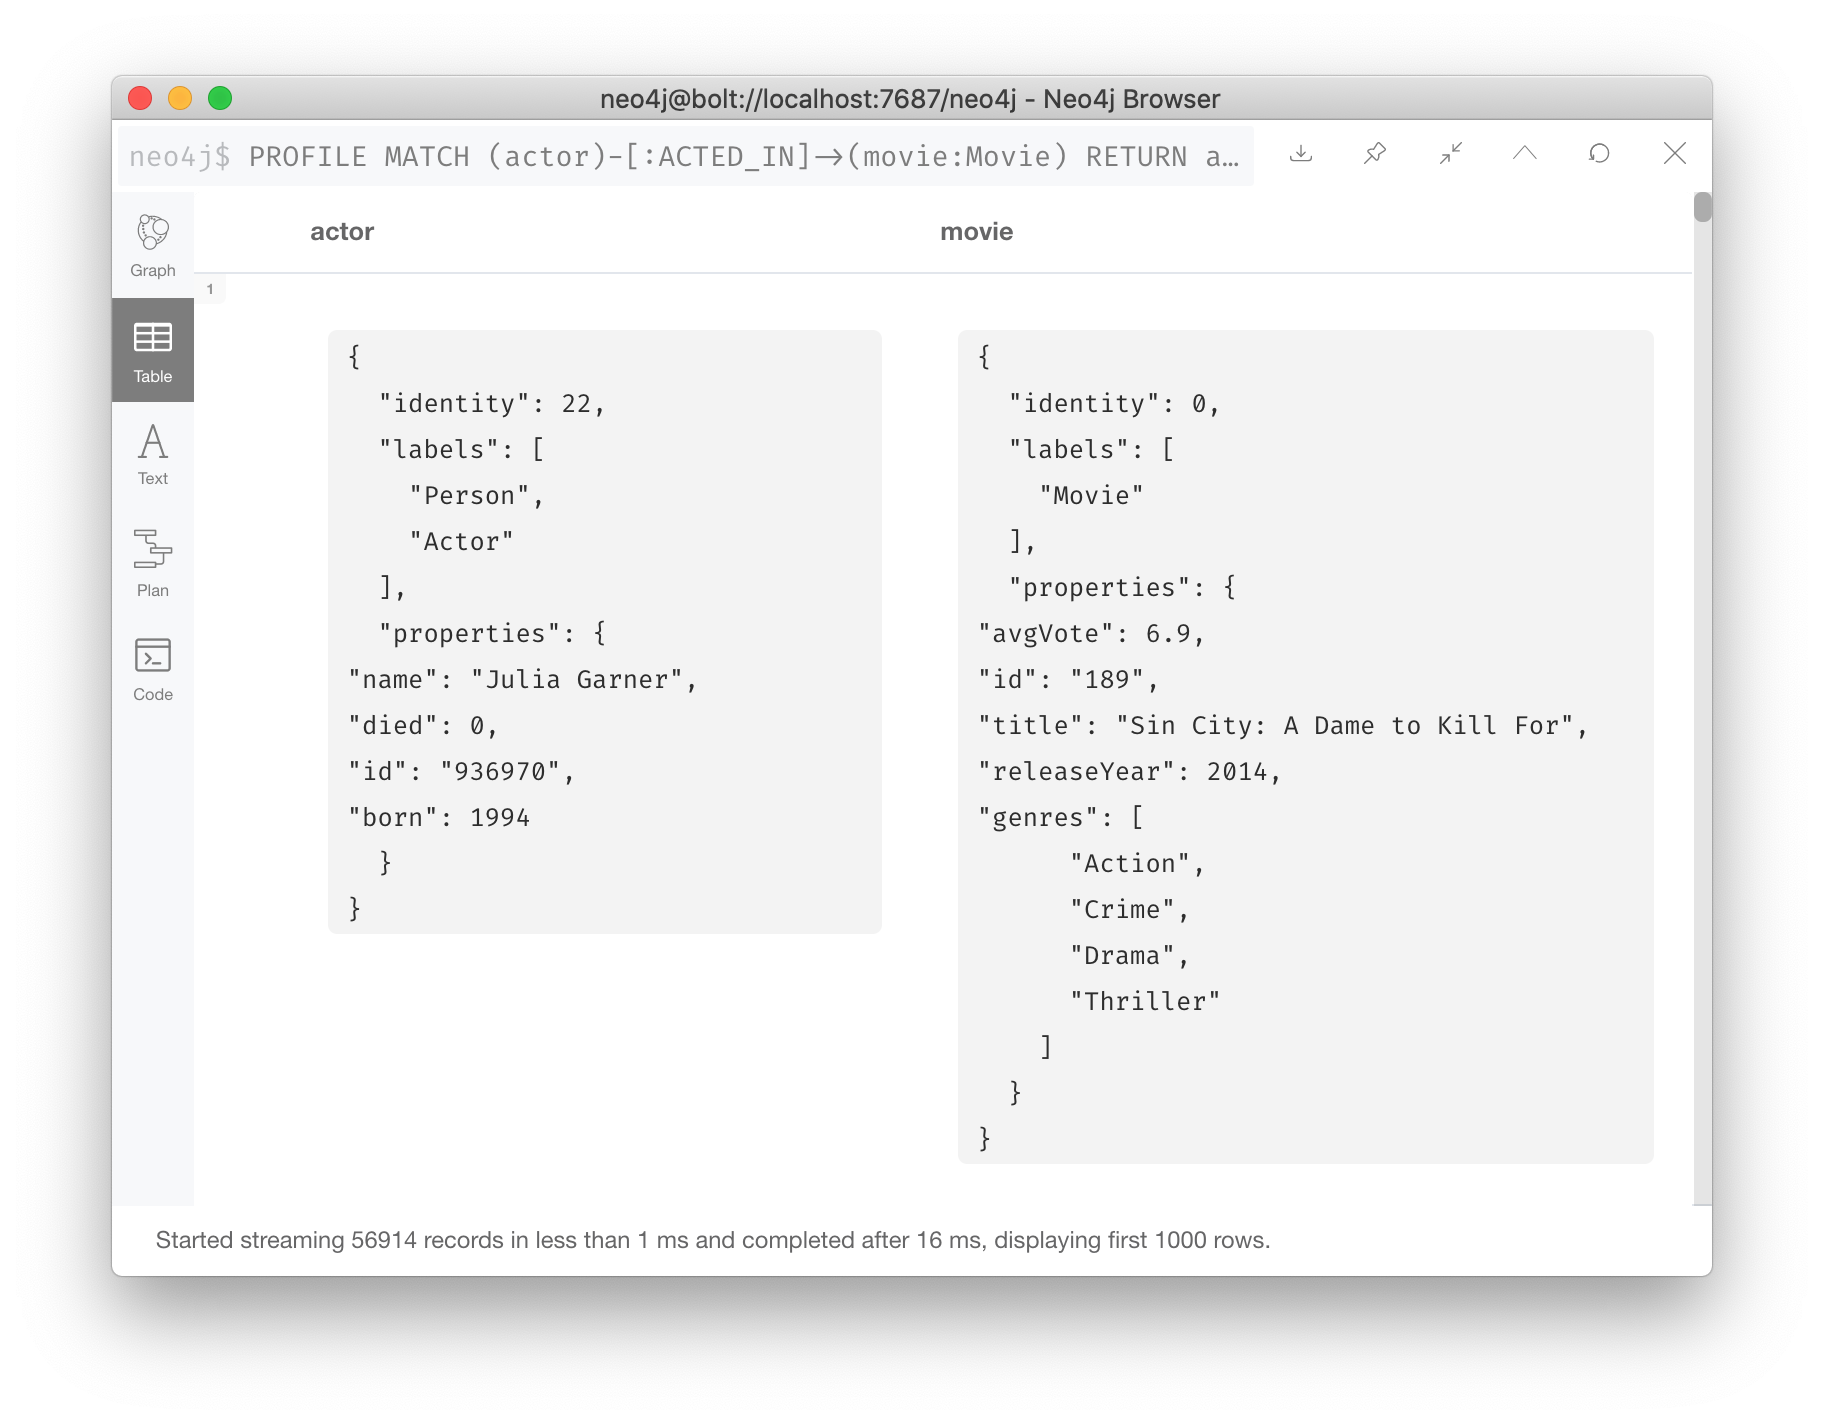 neo4j@bolt://localhost:7687/neo4j - Neo4j Browser
neo4j$ PROFILE MATCH (actor)-[:ACTED_IN]->(movie:Movie) RETURN a…
Graph
Table
Text
Plan
Code
actor
movie
1
{
"identity": 22,
"labels": [
"Person",
"Actor"
],
"properties": {
"name": "Julia Garner",
"died": 0,
"id": "936970",
"born": 1994
}
}
{
"identity": 0,
"labels": [
"Movie"
],
"properties": {
"avgVote": 6.9,
"id": "189",
"title": "Sin City: A Dame to Kill For",
"releaseYear": 2014,
"genres": [
"Action",
"Crime",
"Drama",
"Thriller"
]
}
}
Started streaming 56914 records in less than 1 ms and completed after 16 ms, displaying first 1000 rows.